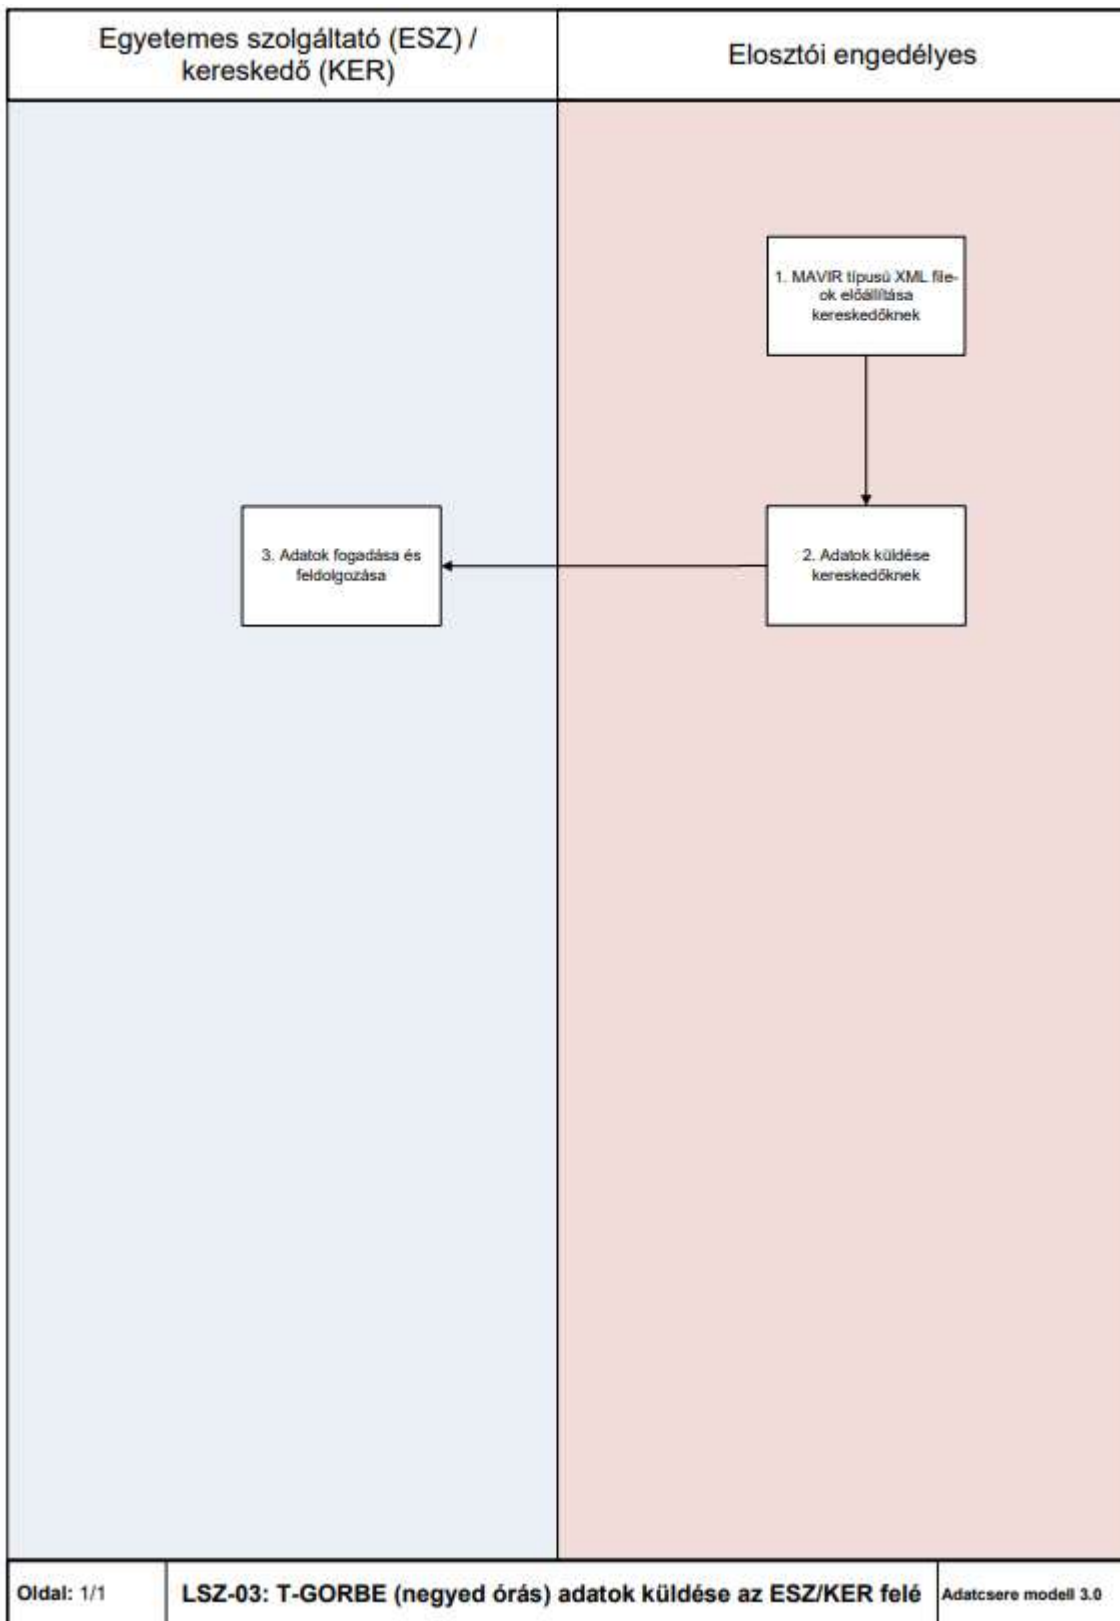 Egyetemes szolgáltató (ESZ) /
kereskedő (KER)
Elosztói engedélyes
1. MAVIR típusú XML file-
ok előállítása
kereskedőknek
3. Adatok fogadása és
feldolgozása
2. Adatok küldése
kereskedőknek
Oldal: 1/1
LSZ-03: T-GORBE (negyed órás) adatok küldése az ESZ/KER felé
Adatcsere modell 3.0